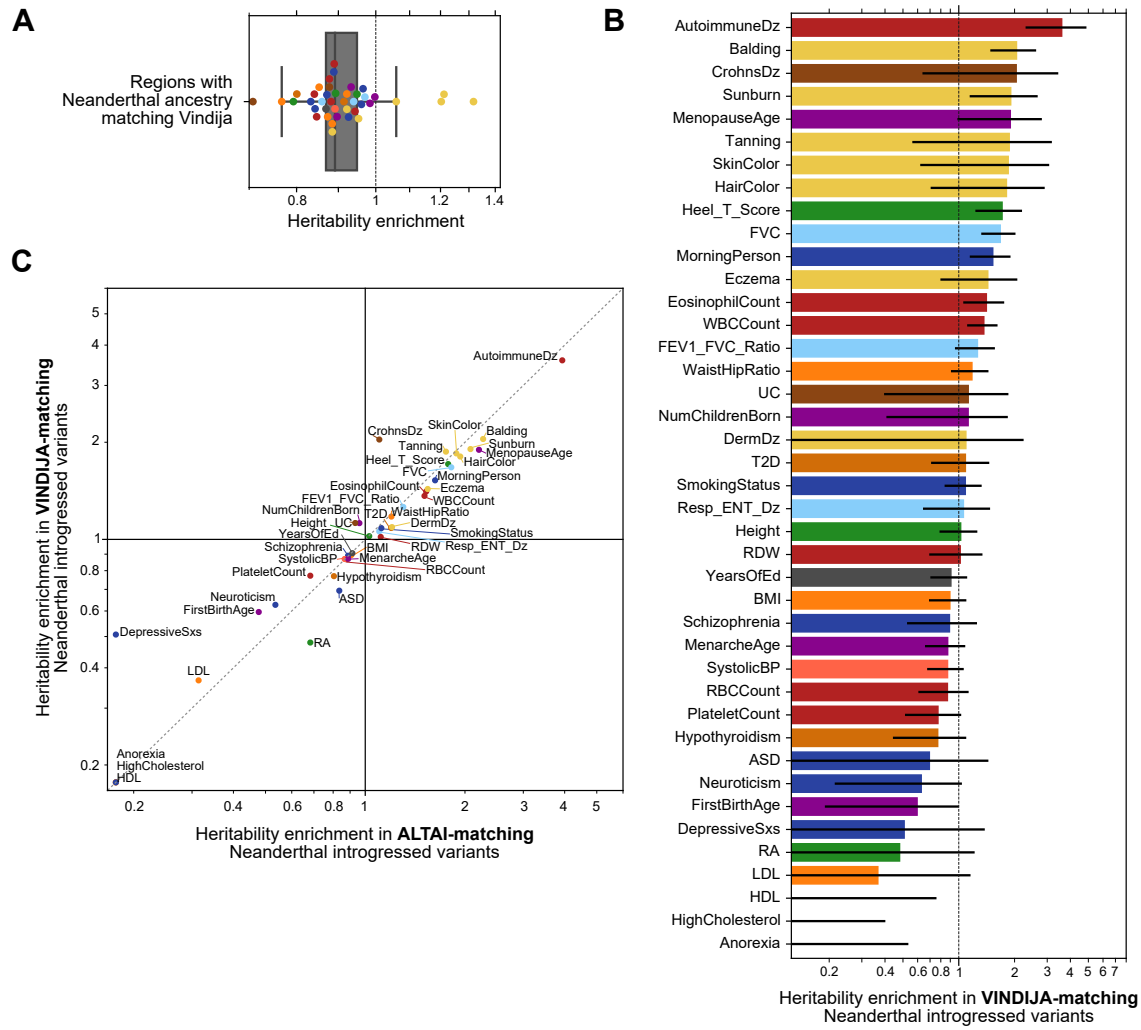 A
Regions with
Neanderthal ancestry
matching Vindija
0.8
1
1.2
1.4
Heritability enrichment
B
AutoimmuneDz
Balding
CrohnsDz
Sunburn
MenopauseAge
Tanning
SkinColor
HairColor
Heel_T_Score
FVC
MorningPerson
Eczema
EosinophilCount
WBCCount
FEV1_FVC_Ratio
WaistHipRatio
UC
NumChildrenBorn
DermDz
T2D
SmokingStatus
Resp_ENT_Dz
Height
RDW
YearsOfEd
BMI
Schizophrenia
MenarcheAge
SystolicBP
RBCCount
PlateletCount
Hypothyroidism
ASD
Neuroticism
FirstBirthAge
DepressiveSxs
RA
LDL
HDL
HighCholesterol
Anorexia
0.2
0.4
0.6
0.8
1
2
3
4
5
6
7
Heritability enrichment in VINDIJA-matching
Neanderthal introgressed variants
C
Heritability enrichment in VINDIJA-matching
Neanderthal introgressed variants
5
4
3
2
1
0.8
0.6
0.4
0.2
AutoimmuneDz
SkinColor
CrohnsDz
Balding
Tanning
Sunburn
MenopauseAge
Heel_T_Score
HairColor
FVC
MorningPerson
EosinophilCount
Eczema
FEV1_FVC_Ratio
WBCCount
NumChildrenBorn
T2D
WaistHipRatio
Height
UC
DermDz
YearsOfEd
SmokingStatus
Schizophrenia
BMI
RDW
Resp_ENT_Dz
SystolicBP
MenarcheAge
RBCCount
PlateletCount
Hypothyroidism
Neuroticism
ASD
FirstBirthAge
DepressiveSxs
RA
LDL
Anorexia
HighCholesterol
HDL
0.2
0.4
0.6
0.8
1
2
3
4
5
Heritability enrichment in ALTAI-matching
Neanderthal introgressed variants